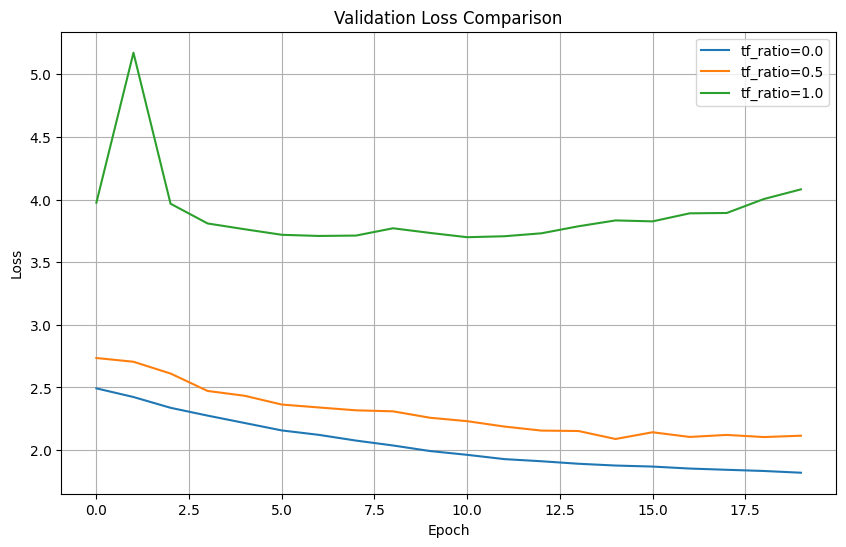 Validation Loss Comparison
tf_ratio=0.0
tf_ratio=0.5
tf_ratio=1.0
Loss
5.0
4.5
4.0
3.5
3.0
2.5
2.0
0.0 2.5 5.0 7.5 10.0 12.5 15.0 17.5
Epoch